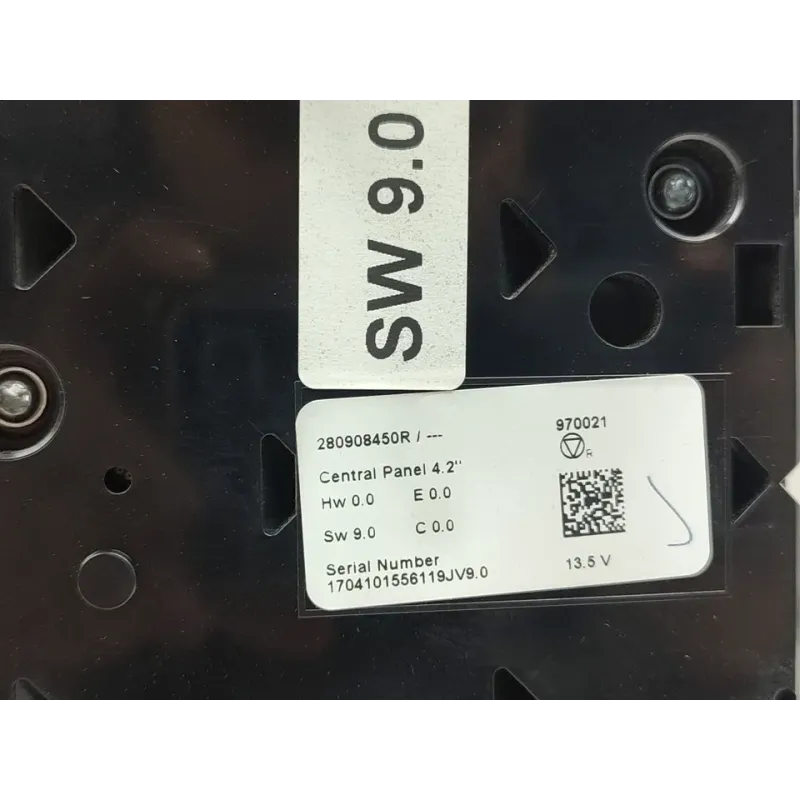 SW 9.0
280908450R / ---
970021
R
Central Panel 4.2"
Hw 0.0 E 0.0
Sw 9.0 C 0.0
Serial Number
1704101556119JV9.0
13.5 V